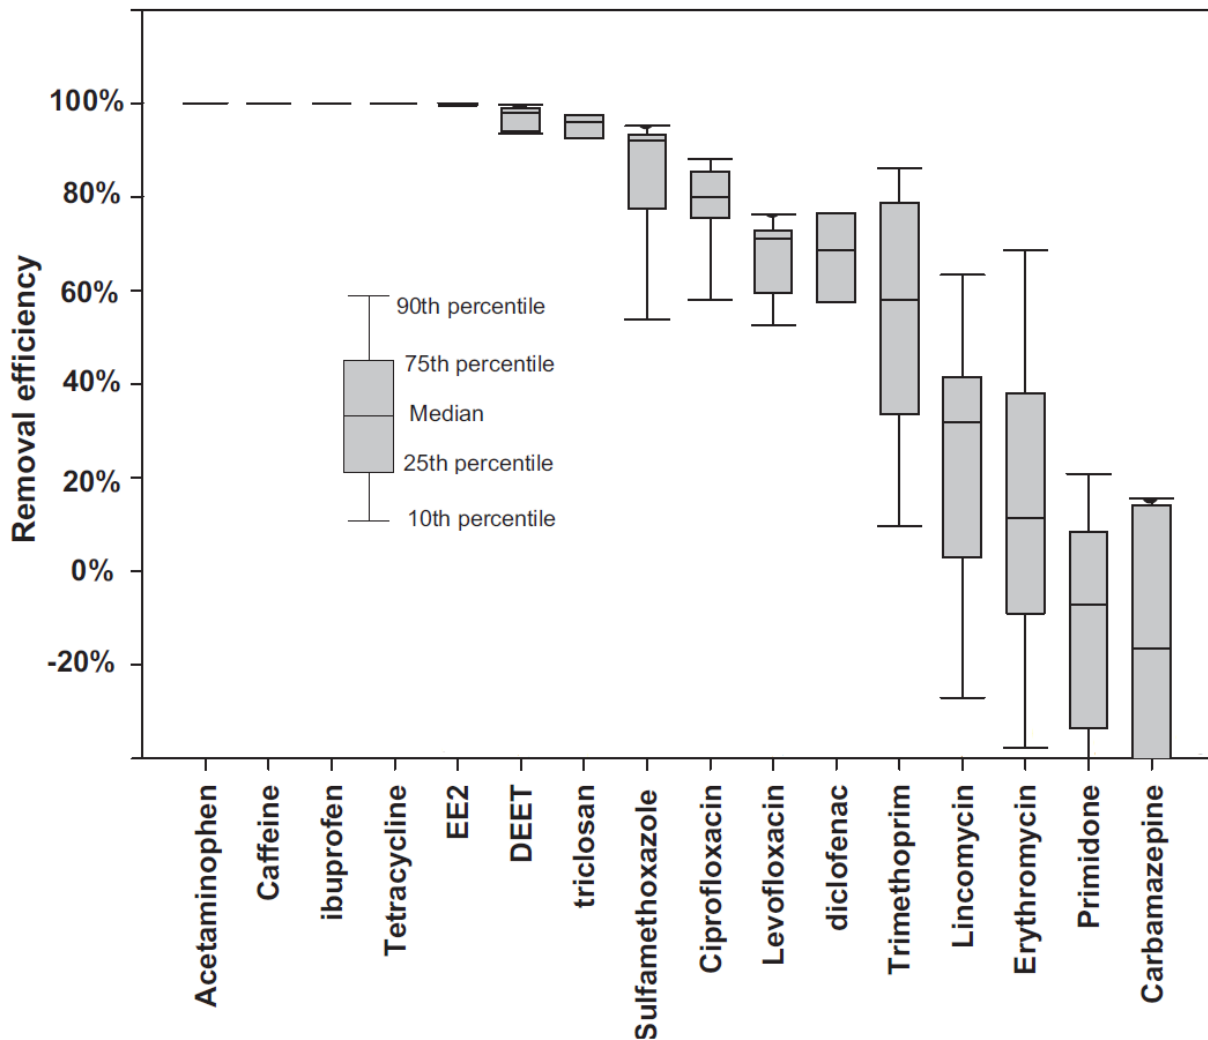 Removal efficiency
100%
80%
60%
40%
20%
0%
-20%
90th percentile
75th percentile
Median
25th percentile
10th percentile
Acetaminophen
Caffeine
ibuprofen
Tetracycline
EE2
DEET
triclosan
Sulfamethoxazole
Ciprofloxacin
Levofloxacin
diclofenac
Trimethoprim
Lincomycin
Erythromycin
Primidone
Carbamazepine